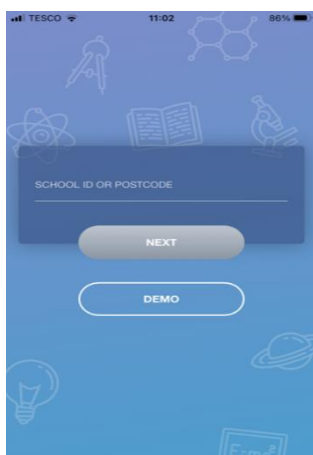 TESCO 11:02 86%
SCHOOL ID OR POSTCODE
NEXT
DEMO